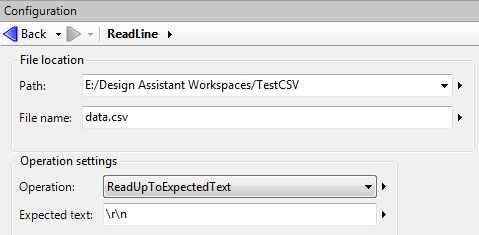 Configuration
Back ReadLine
File location
Path: E:/Design Assistant Workspaces/TestCSV
File name: data.csv
Operation settings
Operation: ReadUpToExpectedText
Expected text: \r\n